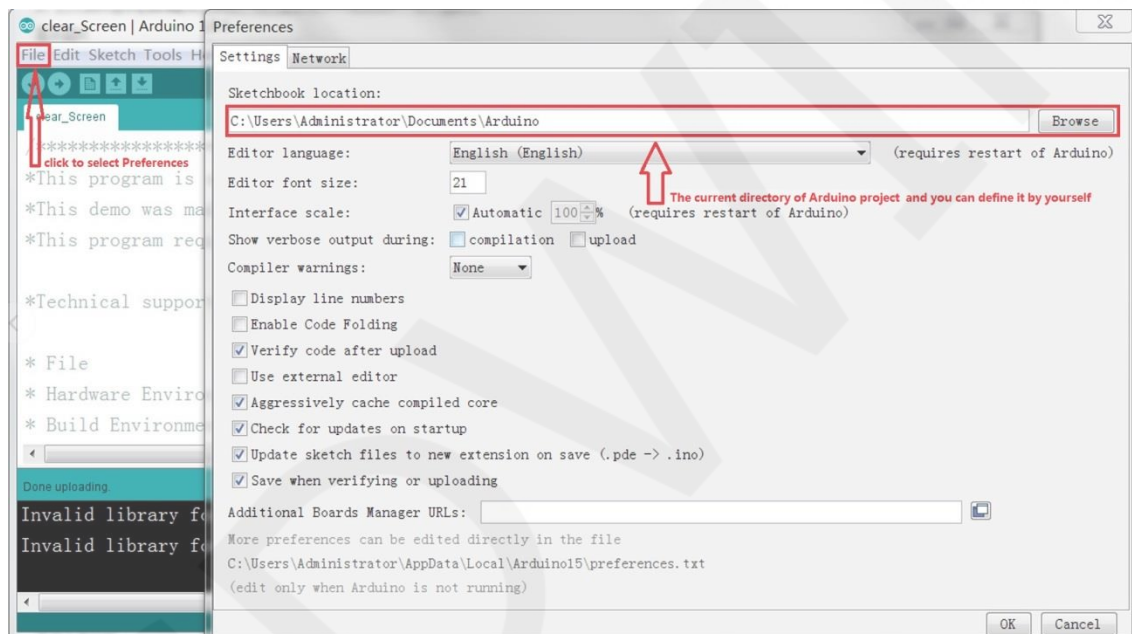 clear_Screen | Arduino 1
Preferences
File Edit Sketch Tools H
Settings Network
clear_Screen
Sketchbook location:
C:\Users\Administrator\Documents\Arduino Browse
click to select Preferences
Editor language: English (English) (requires restart of Arduino)
*This program is
Editor font size: 21
The current directory of Arduino project and you can define it by yourself
*This demo was ma
Interface scale: Automatic 100 % (requires restart of Arduino)
*This program req
Show verbose output during: compilation upload
Compiler warnings: None
*Technical suppor
Display line numbers
Enable Code Folding
* File
Verify code after upload
Use external editor
* Hardware Enviro
Aggressively cache compiled core
* Build Environme
Check for updates on startup
Update sketch files to new extension on save (.pde -> .ino)
Done uploading.
Save when verifying or uploading
Invalid library fo
Additional Boards Manager URLs:
Invalid library fo
More preferences can be edited directly in the file
C:\Users\Administrator\AppData\Local\Arduino15\preferences.txt
(edit only when Arduino is not running)
OK Cancel